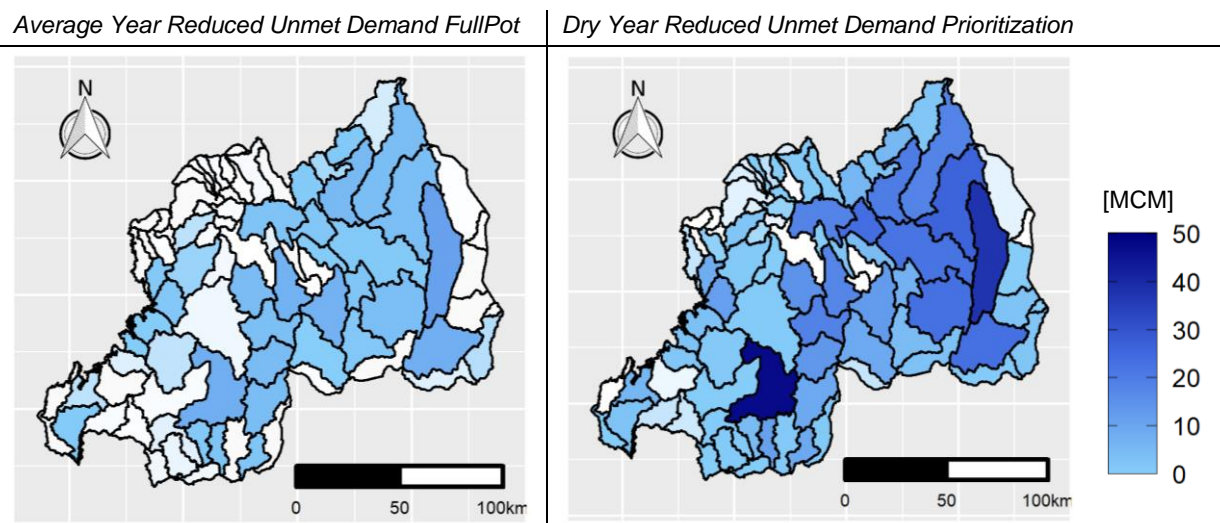 Average Year Reduced Unmet Demand FullPot
Dry Year Reduced Unmet Demand Prioritization
N
N
[MCM]
50
40
30
20
10
0
0 50 100km
0 50 100km